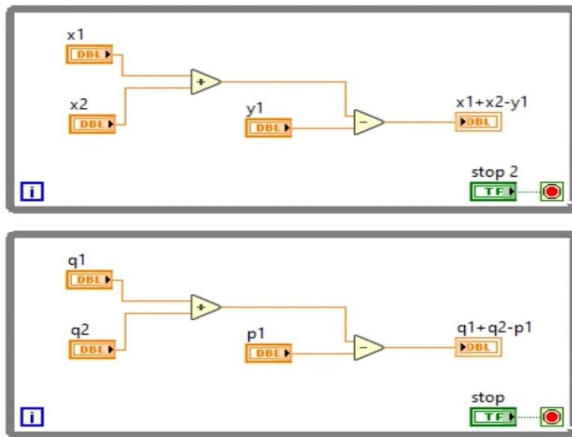 x1
DBL
+
x2
DBL
y1
DBL
-
x1+x2-y1
DBL
stop 2
TF
i
q1
DBL
+
q2
DBL
p1
DBL
-
q1+q2-p1
DBL
stop
TF
i